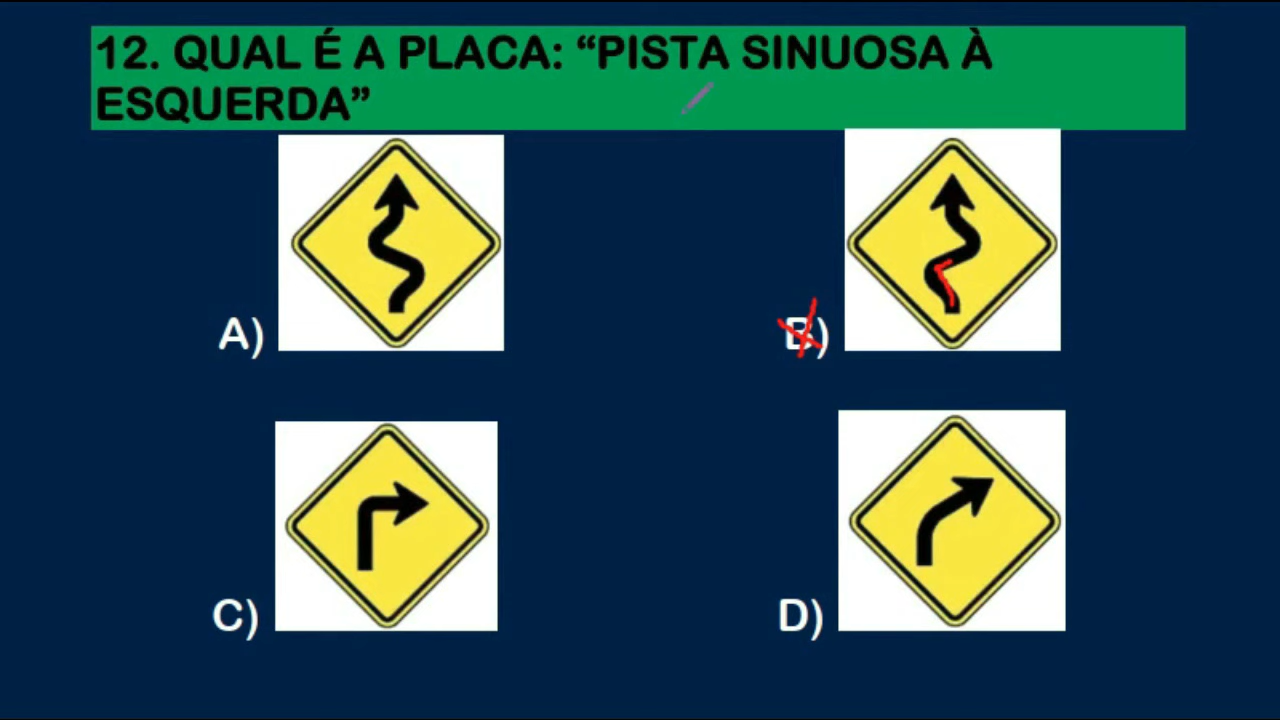 12. QUAL É A PLACA: “PISTA SINUOSA À
ESQUERDA”
A)
B)
C)
D)